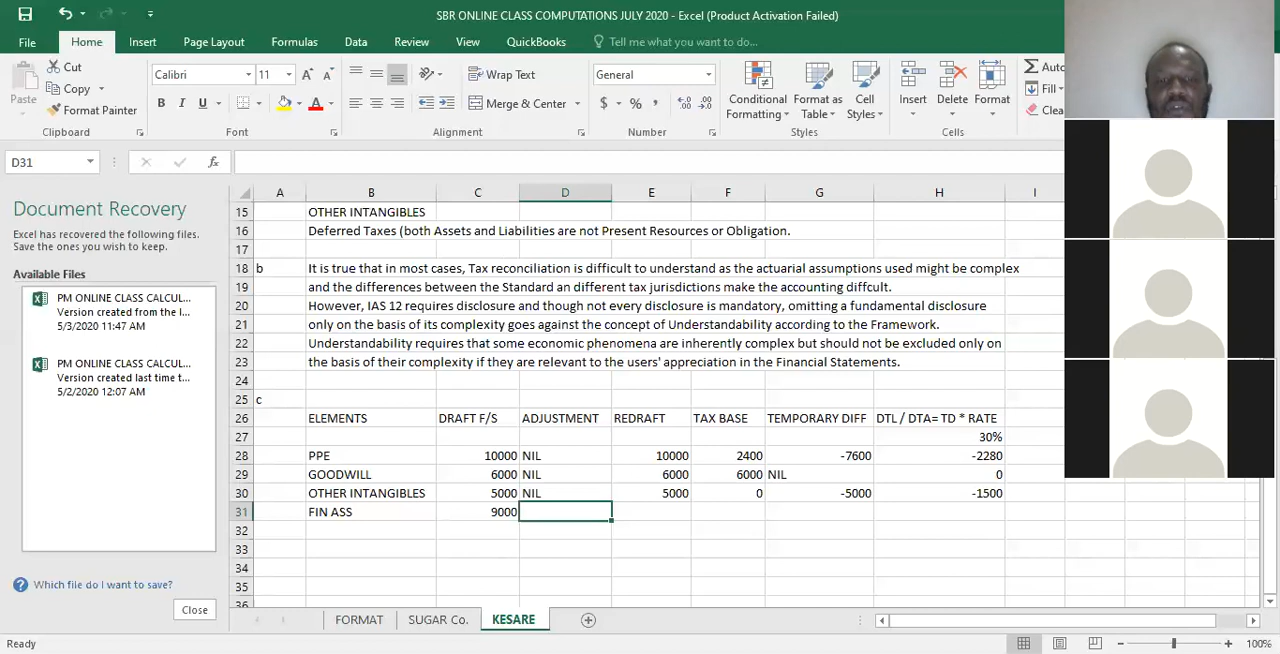 SBR ONLINE CLASS COMPUTATIONS JULY 2020 - Excel (Product Activation Failed)
File Home Insert Page Layout Formulas Data Review View QuickBooks Tell me what you want to do...
Paste
Cut
Copy
Format Painter
Clipboard
Calibri 11
B I U
Font
Wrap Text
Merge & Center
Alignment
General
$ % ,
Number
Conditional Formatting
Format as Table
Cell Styles
Styles
Insert Delete Format
Cells
Auto
Fill
Clea
D31 fx
Document Recovery
Excel has recovered the following files.
Save the ones you wish to keep.
Available Files
PM ONLINE CLASS CALCUL...
Version created from the l...
5/3/2020 11:47 AM
PM ONLINE CLASS CALCUL...
Version created last time t...
5/2/2020 12:07 AM
Which file do I want to save?
Close
A B C D E F G H I
15 OTHER INTANGIBLES
16 Deferred Taxes (both Assets and Liabilities are not Present Resources or Obligation.
17
18 b It is true that in most cases, Tax reconciliation is difficult to understand as the actuarial assumptions used might be complex
19 and the differences between the Standard an different tax jurisdictions make the accounting diffcult.
20 However, IAS 12 requires disclosure and though not every disclosure is mandatory, omitting a fundamental disclosure
21 only on the basis of its complexity goes against the concept of Understandability according to the Framework.
22 Understandability requires that some economic phenomena are inherently complex but should not be excluded only on
23 the basis of their complexity if they are relevant to the users' appreciation in the Financial Statements.
24
25 c
26 ELEMENTS DRAFT F/S ADJUSTMENT REDRAFT TAX BASE TEMPORARY DIFF DTL / DTA= TD * RATE
27 30%
28 PPE 10000 NIL 10000 2400 -7600 -2280
29 GOODWILL 6000 NIL 6000 6000 NIL 0
30 OTHER INTANGIBLES 5000 NIL 5000 0 -5000 -1500
31 FIN ASS 9000
32
33
34
35
36
FORMAT SUGAR Co. KESARE
Ready 100%